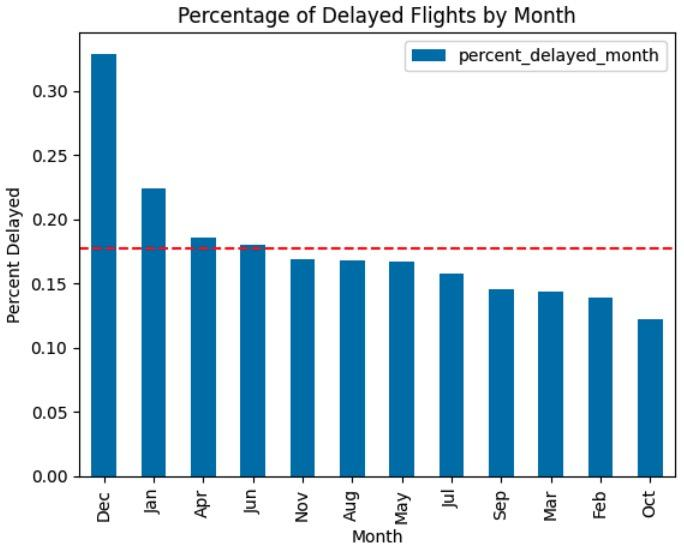 Percentage of Delayed Flights by Month
percent_delayed_month
Percent Delayed
0.30
0.25
0.20
0.15
0.10
0.05
0.00
Dec Jan Apr Jun Nov Aug May Jul Sep Mar Feb Oct
Month